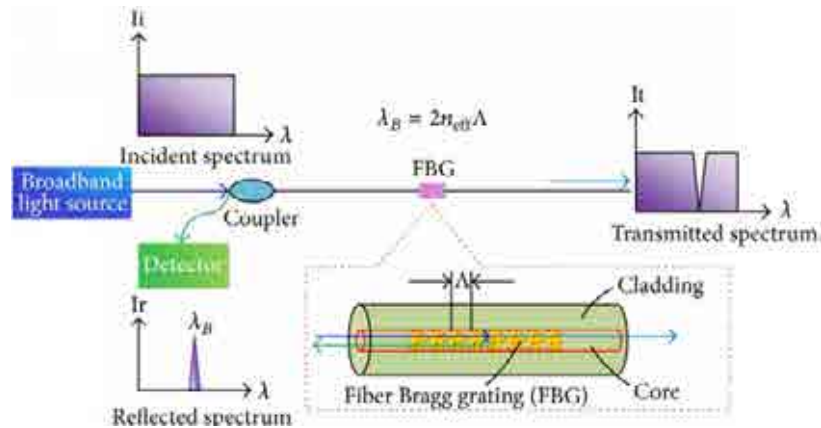 Ii
λ
Incident spectrum
λ_B = 2n_eff Λ
It
λ
Transmitted spectrum
Broadband
light source
Coupler
FBG
Detector
Ir
λ_B
λ
Reflected spectrum
Λ
Cladding
Fiber Bragg grating (FBG)
Core